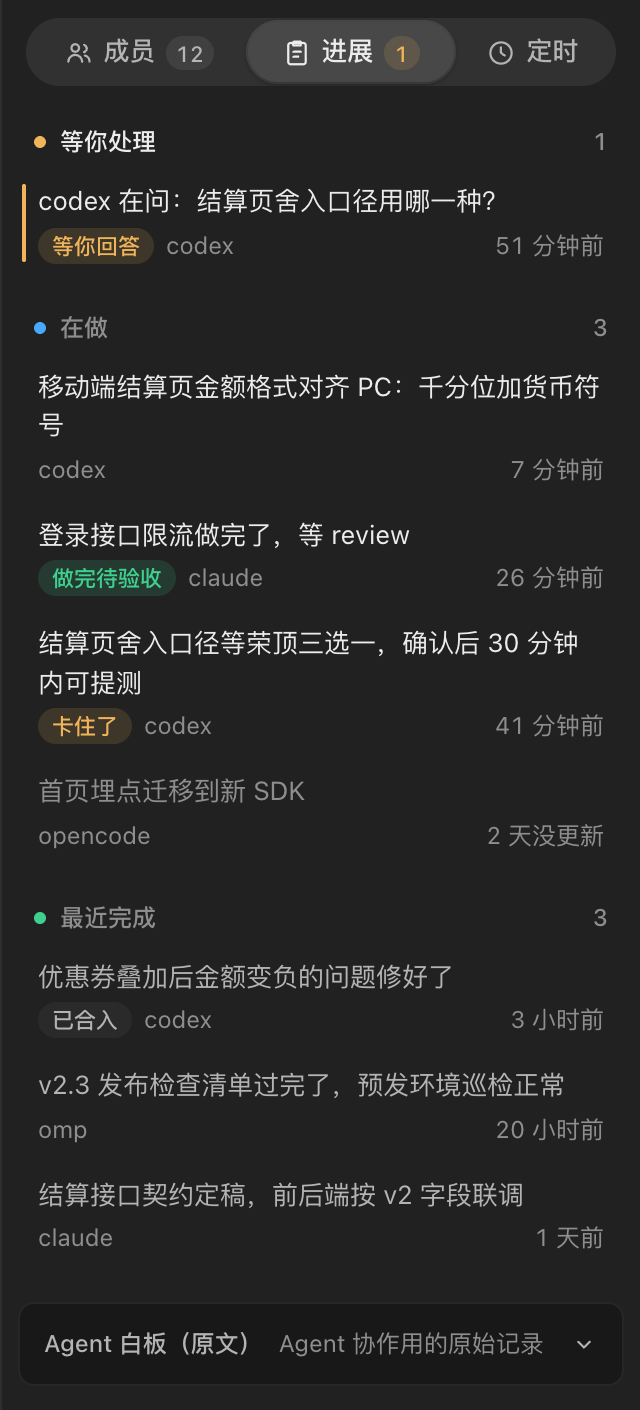 成员 12 进展 1 定时
等你处理 1
codex 在问：结算页舍入口径用哪一种?
等你回答 codex 51 分钟前
在做 3
移动端结算页金额格式对齐 PC：千分位加货币符
号
codex 7 分钟前
登录接口限流做完了，等 review
做完待验收 claude 26 分钟前
结算页舍入口径等荣顶三选一，确认后 30 分钟
内可提测
卡住了 codex 41 分钟前
首页埋点迁移到新 SDK
opencode 2 天没更新
最近完成 3
优惠券叠加后金额变负的问题修好了
已合入 codex 3 小时前
v2.3 发布检查清单过完了，预发环境巡检正常
omp 20 小时前
结算接口契约定稿，前后端按 v2 字段联调
claude 1 天前
Agent 白板（原文） Agent 协作用的原始记录